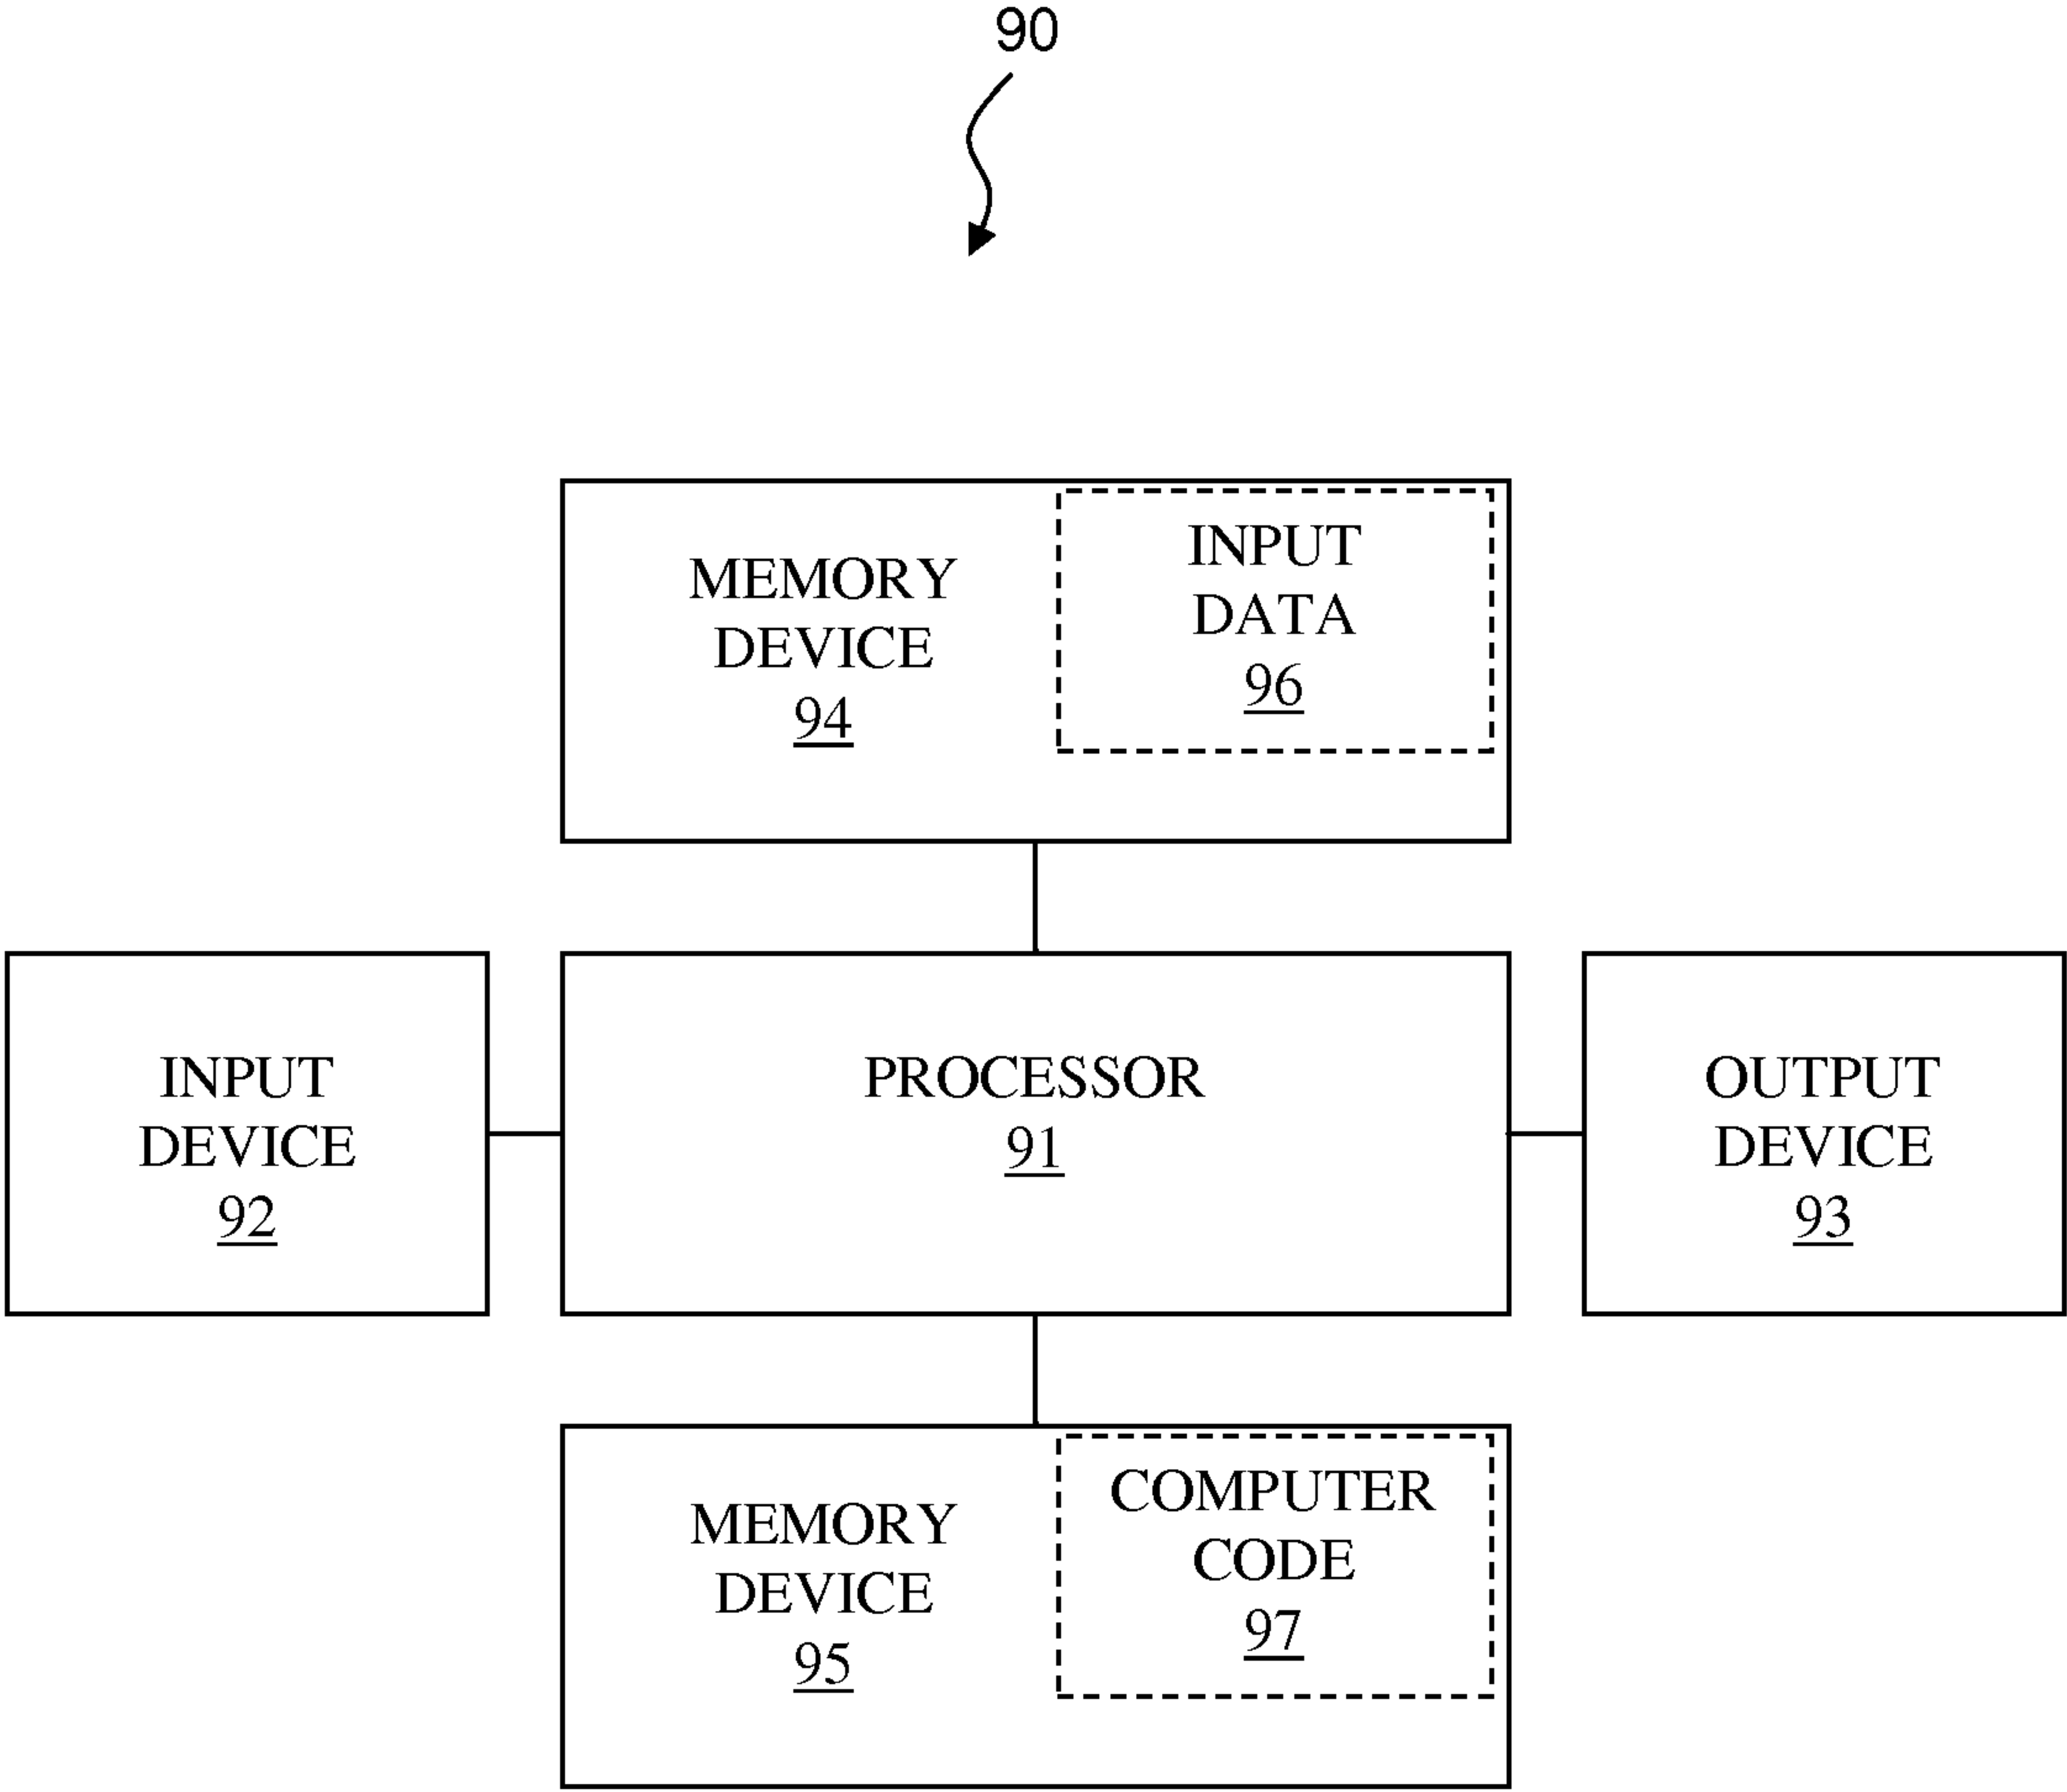 90
MEMORY
DEVICE
94
INPUT
DATA
96
INPUT
DEVICE
92
PROCESSOR
91
OUTPUT
DEVICE
93
MEMORY
DEVICE
95
COMPUTER
CODE
97